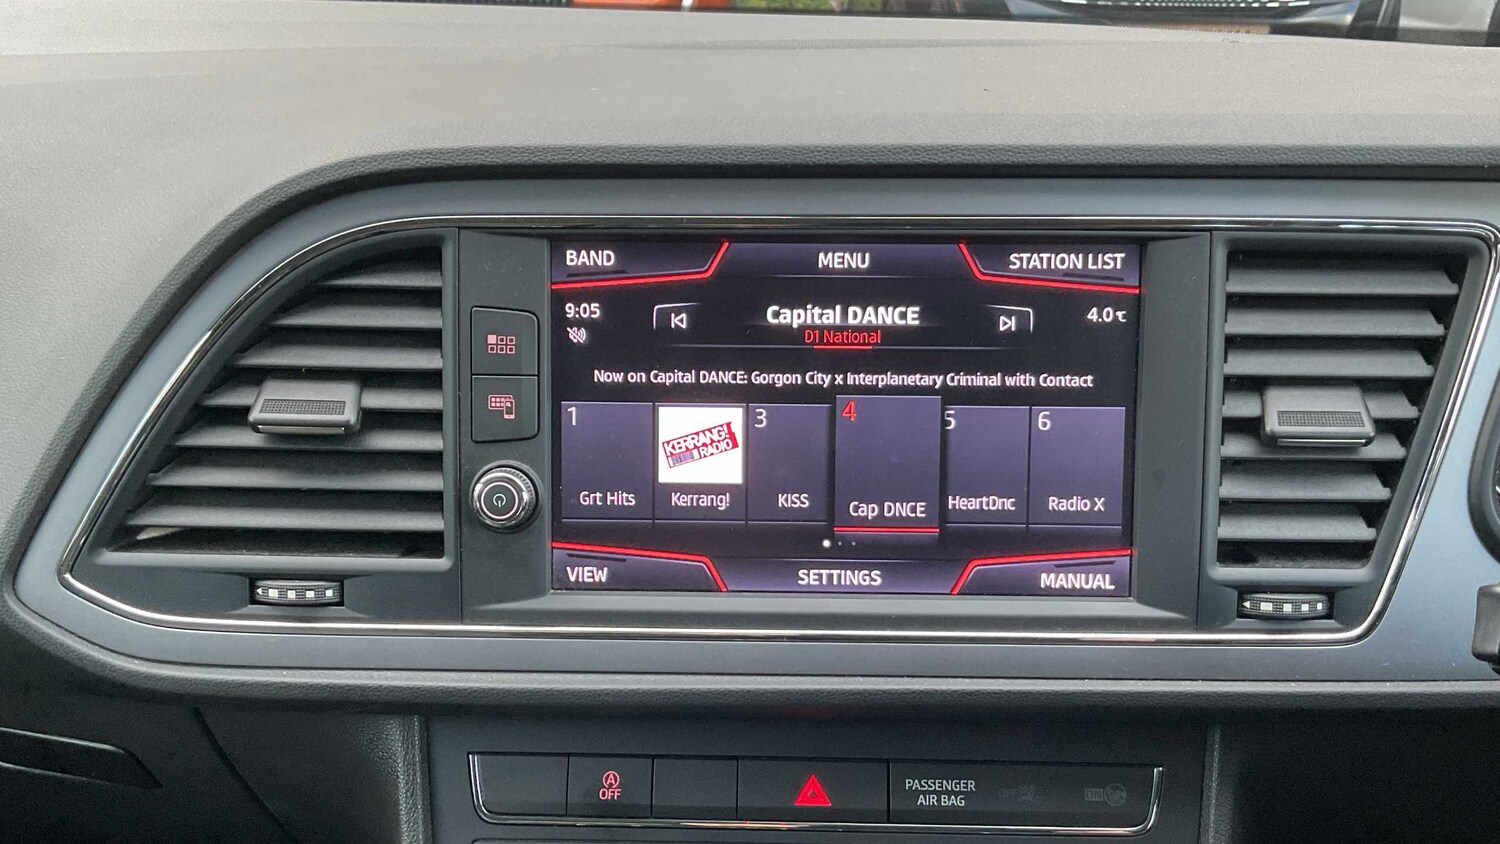 BAND MENU STATION LIST
9:05 Capital DANCE 4.0℃
D1 National
Now on Capital DANCE: Gorgon City x Interplanetary Criminal with Contact
1 3 4 5 6
KERRANG!
RADIO
Grt Hits Kerrang! KISS Cap DNCE HeartDnc Radio X
VIEW SETTINGS MANUAL
A
OFF
PASSENGER
AIR BAG
OFF ON